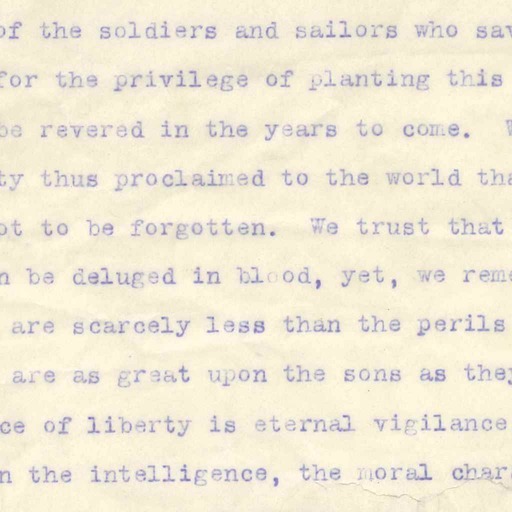 of the soldiers and sailors who sav
for the privilege of planting this
be revered in the years to come. W
ty thus proclaimed to the world tha
ot to be forgotten. We trust that
n be deluged in blood, yet, we reme
are scarcely less than the perils
are as great upon the sons as they
ce of liberty is eternal vigilance
n the intelligence, the moral chara